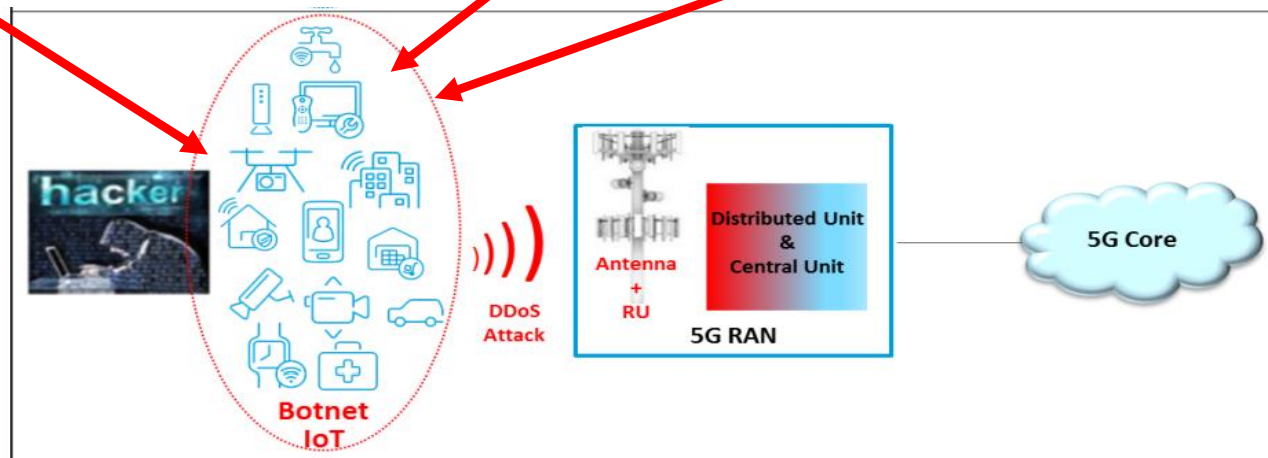 hacker
Botnet
IoT
DDoS
Attack
Antenna
+
RU
Distributed Unit
&
Central Unit
5G RAN
5G Core